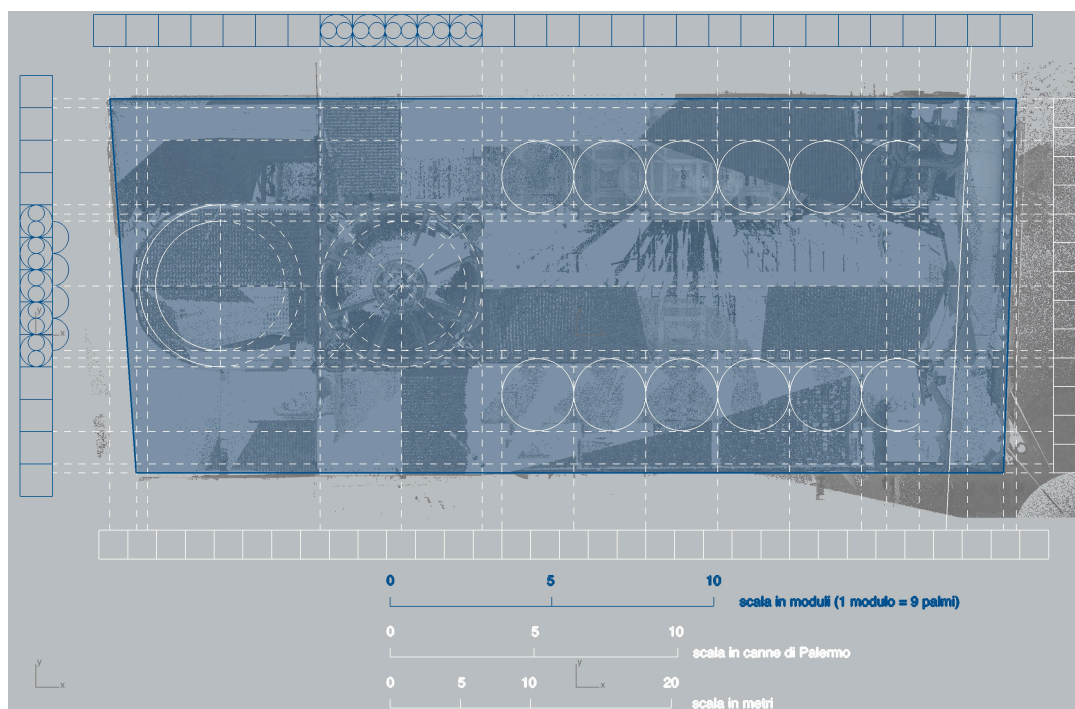 y
x
0 5 10
scala in moduli (1 modulo = 9 palmi)
0 5 10
scala in canne di Palermo
y
x
y
x
0 5 10 20
scala in metri